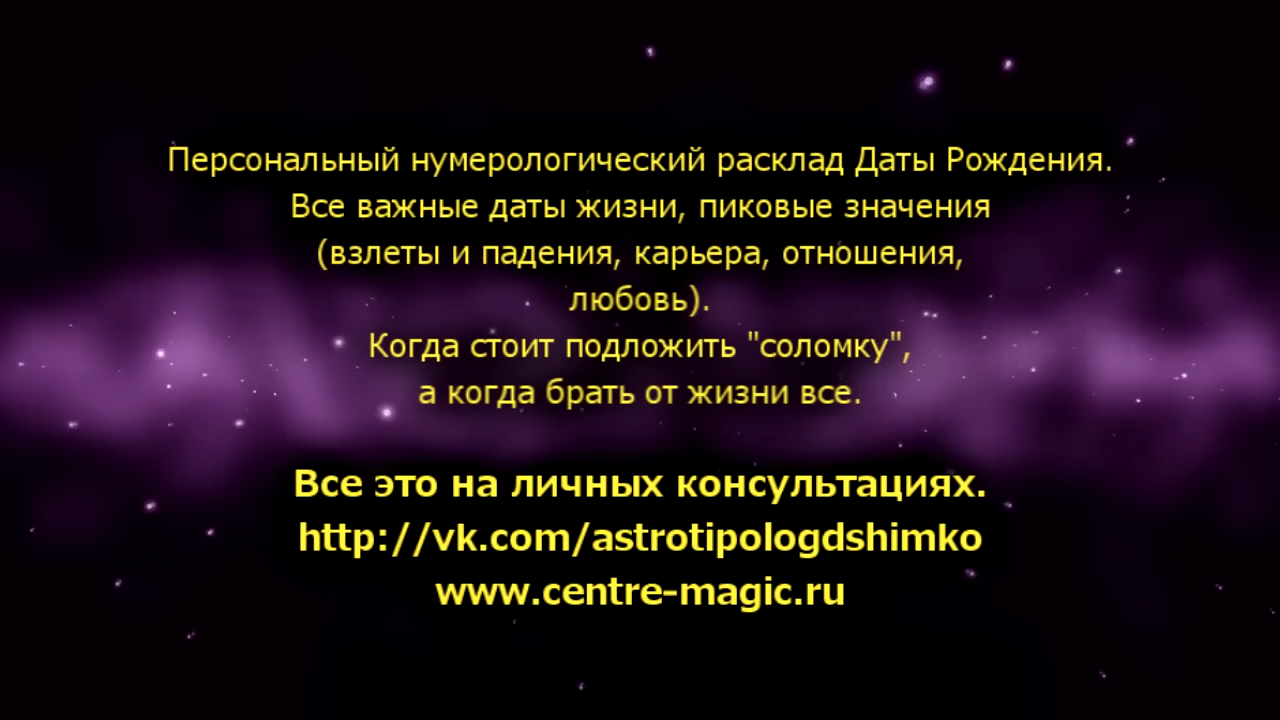 Персональный нумерологический расклад Даты Рождения.
Все важные даты жизни, пиковые значения
(взлеты и падения, карьера, отношения,
любовь).
Когда стоит подложить "соломку",
а когда брать от жизни все.
Все это на личных консультациях.
http://vk.com/astrotipologdshimko
www.centre-magic.ru